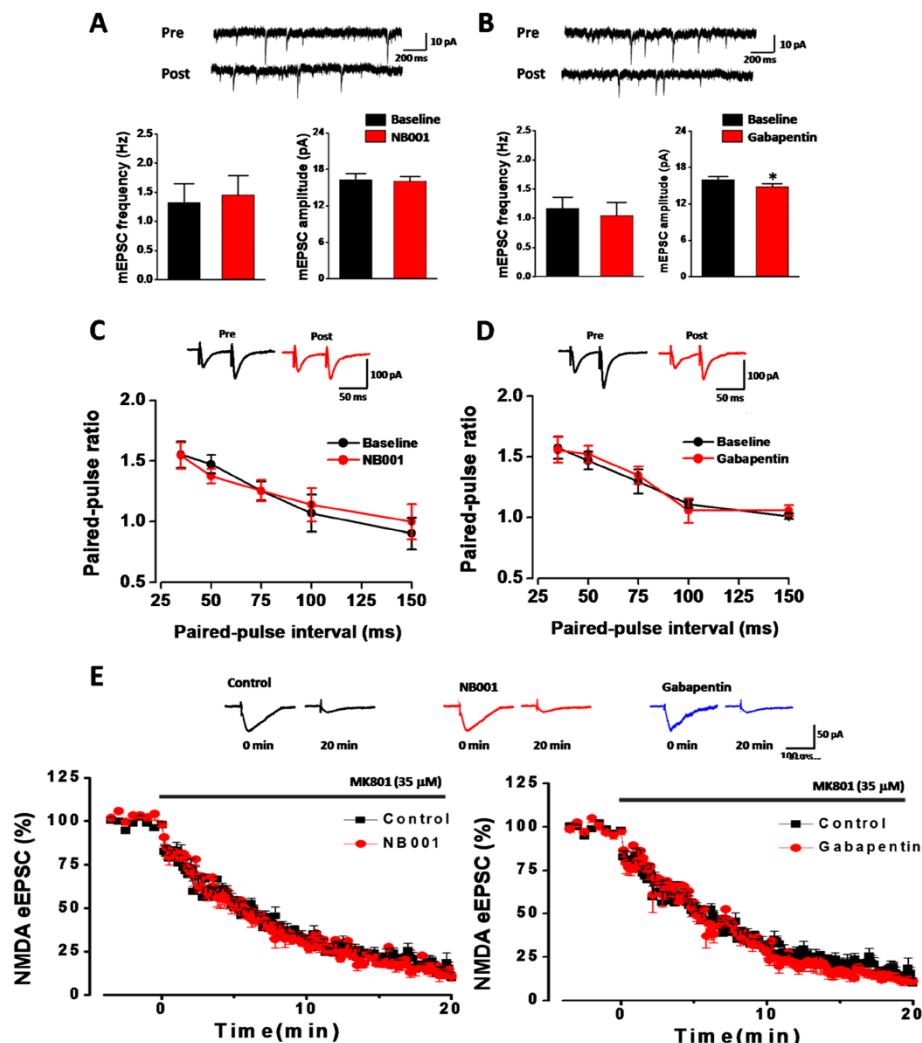 A
Pre
10 pA
200 ms
Post
Baseline
NB001
mEPSC frequency (Hz)
2.5
2.0
1.5
1.0
0.5
0.0
mEPSC amplitude (pA)
24
18
12
6
0
B
Pre
10 pA
200 ms
Post
Baseline
Gabapentin
mEPSC frequency (Hz)
2.5
2.0
1.5
1.0
0.5
0.0
mEPSC amplitude (pA)
24
18
12
6
0
*
C
Pre
Post
100 pA
50 ms
Baseline
NB001
Paired-pulse ratio
2.0
1.5
1.0
0.5
25 50 75 100 125 150
Paired-pulse interval (ms)
D
Pre
Post
100 pA
50 ms
Baseline
Gabapentin
Paired-pulse ratio
2.0
1.5
1.0
0.5
25 50 75 100 125 150
Paired-pulse interval (ms)
E
Control
0 min 20 min
NB001
0 min 20 min
Gabapentin
0 min 20 min
50 pA
100 ms
MK801 (35 µM)
Control
NB001
NMDA eEPSC (%)
125
100
75
50
25
0
0 10 20
Time(min)
MK801 (35 µM)
Control
Gabapentin
NMDA eEPSC (%)
125
100
75
50
25
0
0 10 20
Time(min)